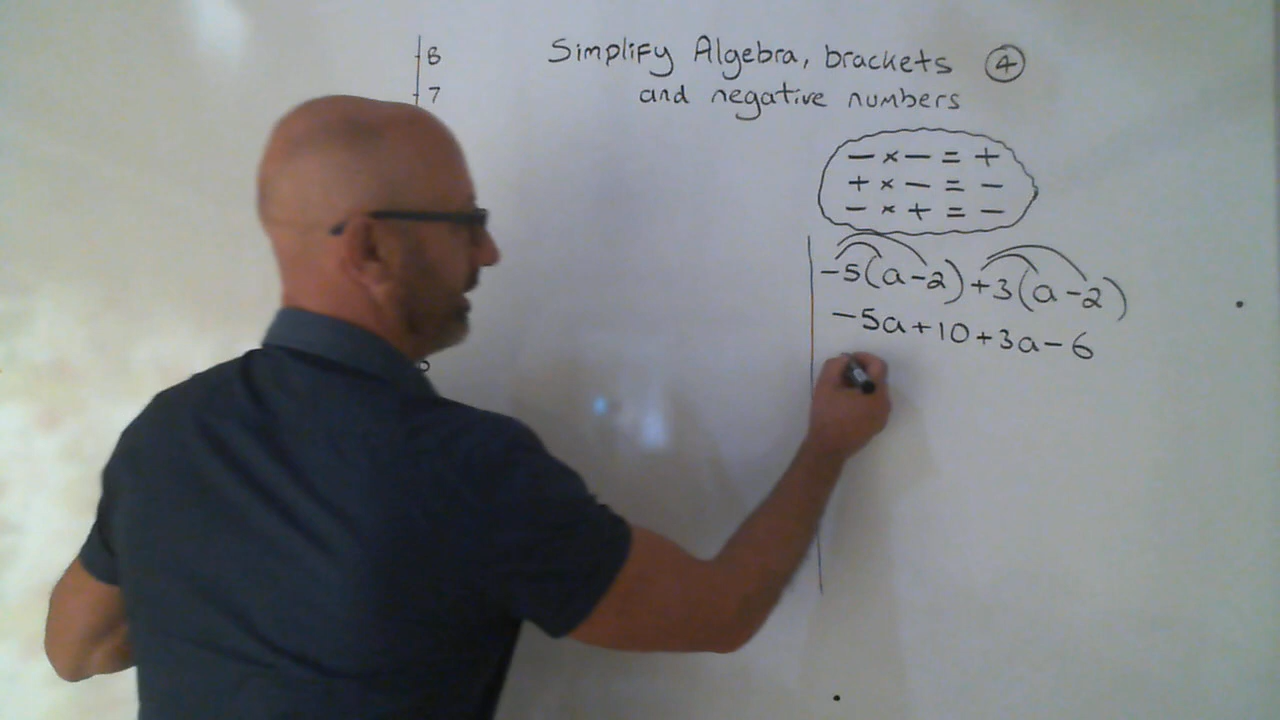 8
7
Simplify Algebra, brackets ④
and negative numbers
− × − = +
+ × − = −
− × + = −
−5(a−2)+3(a−2)
−5a+10+3a−6